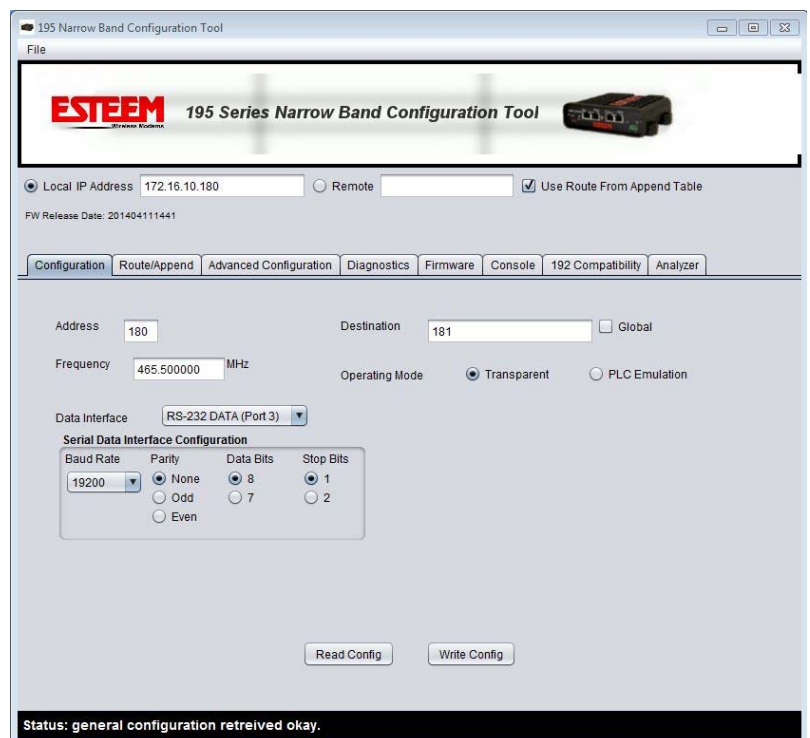 195 Narrow Band Configuration Tool
File
ESTEEM
Wireless Modems
195 Series Narrow Band Configuration Tool
Local IP Address 172.16.10.180 Remote Use Route From Append Table
FW Release Date: 201404111441
Configuration Route/Append Advanced Configuration Diagnostics Firmware Console 192 Compatibility Analyzer
Address 180 Destination 181 Global
Frequency 465.500000 MHz Operating Mode Transparent PLC Emulation
Data Interface RS-232 DATA (Port 3)
Serial Data Interface Configuration
Baud Rate Parity Data Bits Stop Bits
19200 None 8 1
Odd 7 2
Even
Read Config Write Config
Status: general configuration retreived okay.